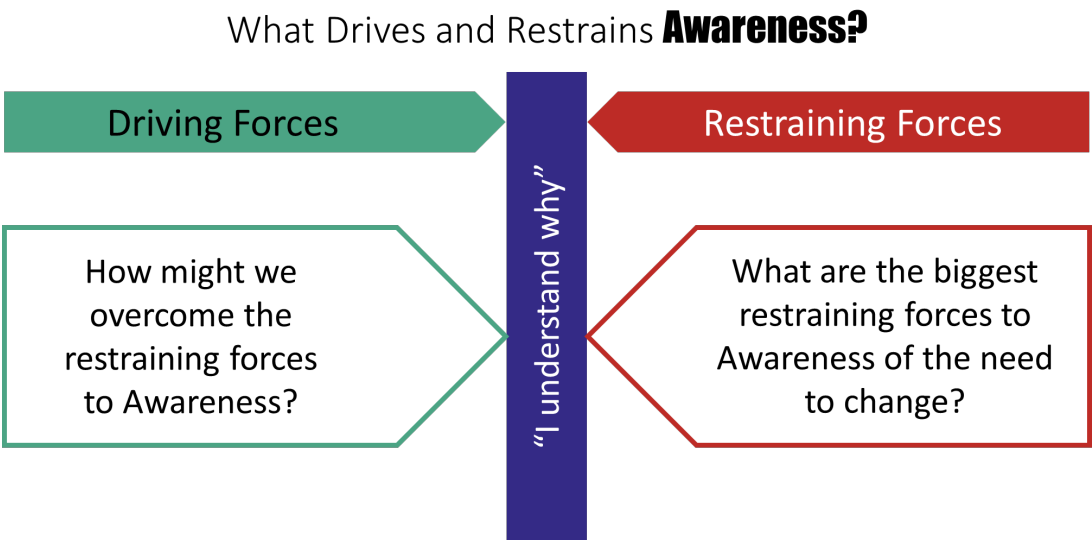 What Drives and Restrains Awareness?
Driving Forces
Restraining Forces
How might we
overcome the
restraining forces
to Awareness?
“I understand why”
What are the biggest
restraining forces to
Awareness of the need
to change?